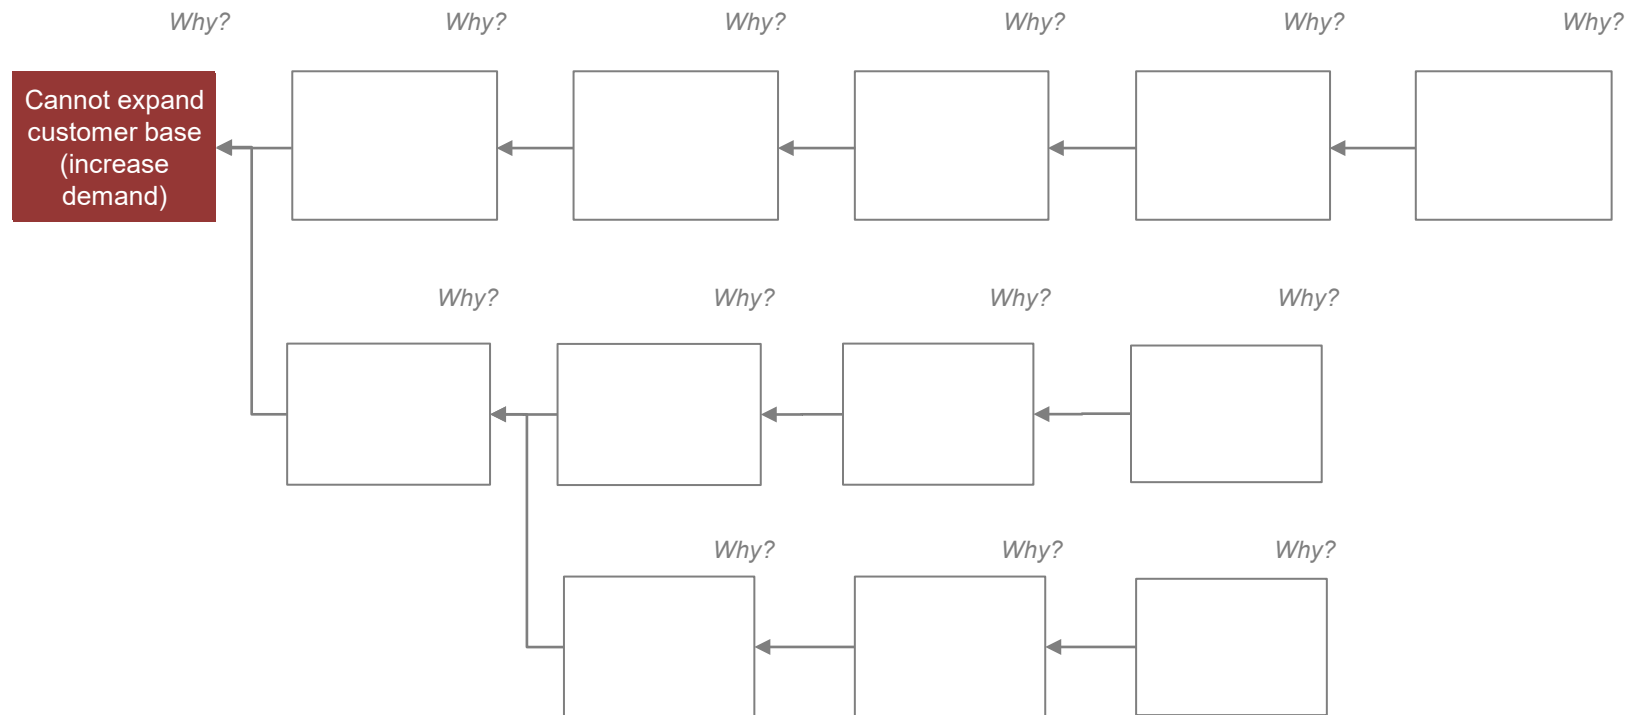 Why? Why? Why? Why? Why? Why?
Cannot expand
customer base
(increase
demand)
Why? Why? Why? Why?
Why? Why? Why?